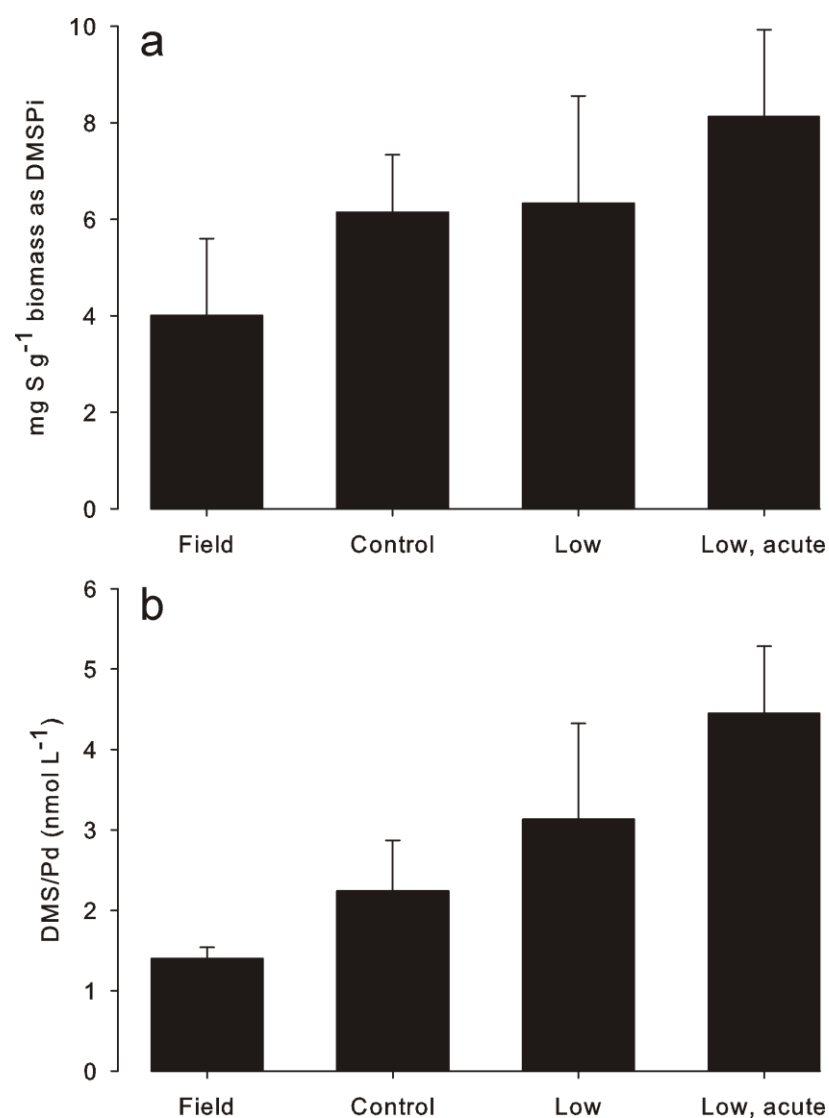 a
mg S g⁻¹ biomass as DMSPi
10
8
6
4
2
0
Field Control Low Low, acute
b
DMS/Pd (nmol L⁻¹)
6
5
4
3
2
1
0
Field Control Low Low, acute